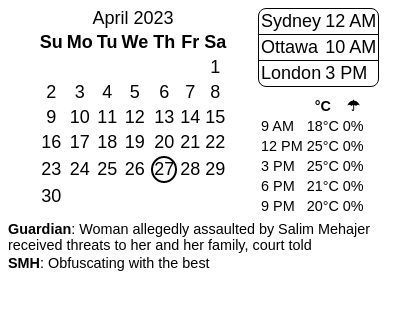 April 2023
Su Mo Tu We Th Fr Sa
1
2 3 4 5 6 7 8
9 10 11 12 13 14 15
16 17 18 19 20 21 22
23 24 25 26 27 28 29
30
Sydney 12 AM
Ottawa 10 AM
London 3 PM
°C ☂
9 AM 18°C 0%
12 PM 25°C 0%
3 PM 25°C 0%
6 PM 21°C 0%
9 PM 20°C 0%
Guardian: Woman allegedly assaulted by Salim Mehajer
received threats to her and her family, court told
SMH: Obfuscating with the best